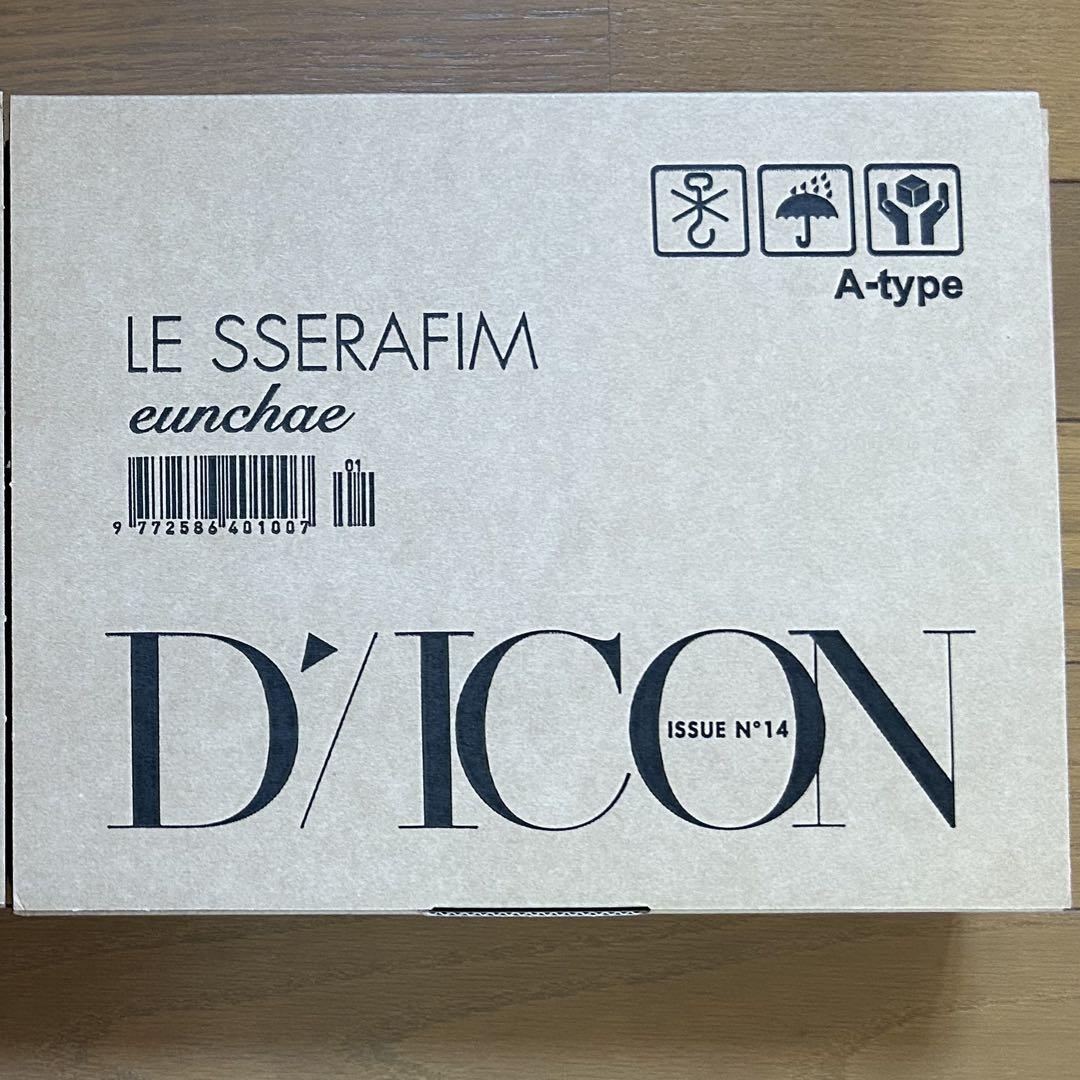 A-type
LE SSERAFIM
eunchae
01
9 772586 401007
D'/ICON
ISSUE N°14